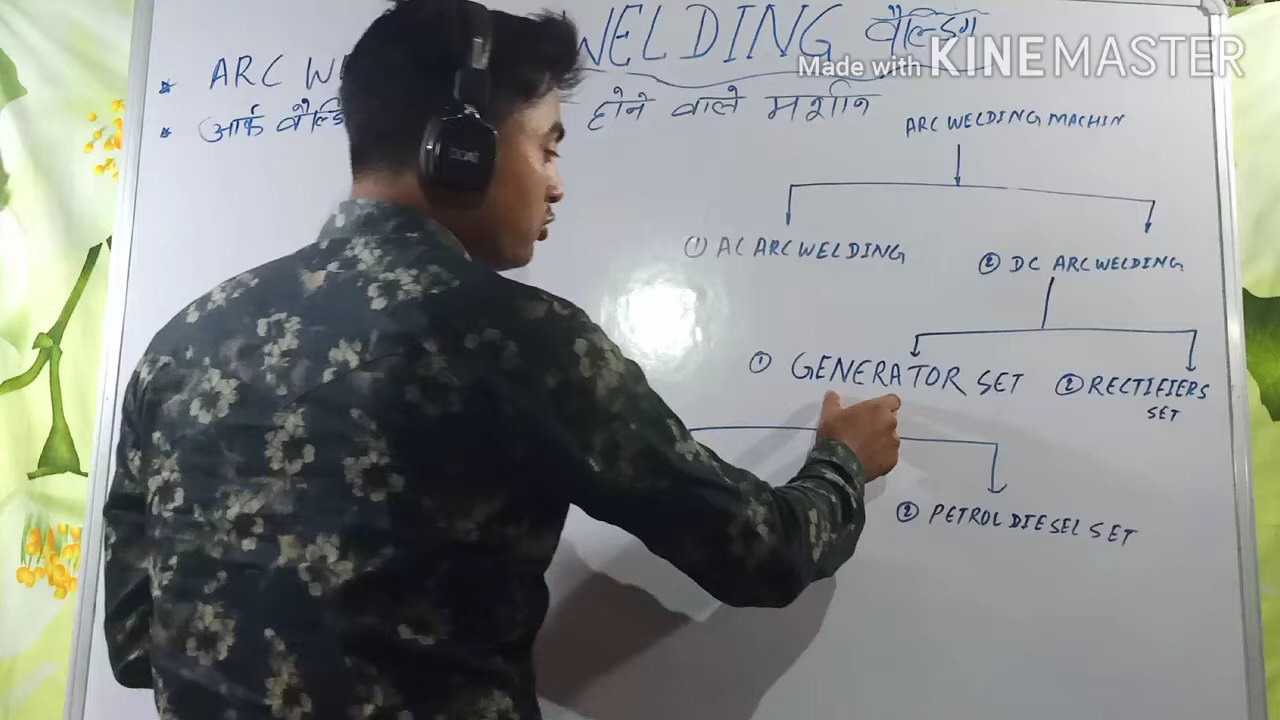 WELDING वैल्डिंग
Made with KINEMASTER
* ARC W
* आर्क वैल्डि होने वाले मशीन
ARC WELDING MACHIN
① AC ARC WELDING
② DC ARC WELDING
① GENERATOR SET
② RECTIFIERS
SET
② PETROL DIESEL SET